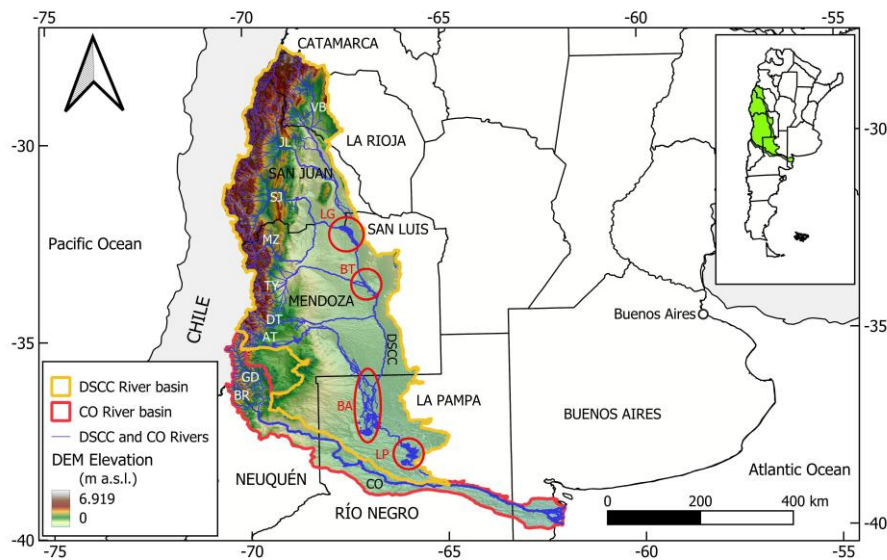 -75
-70
-65
-60
-55
CATAMARCA
VB
-30
-30
LA RIOJA
JL
SAN JUAN
SJ
LG
SAN LUIS
MZ
Pacific Ocean
BT
TY
MENDOZA
Buenos Aires
DT
CHILE
DSCC
-35
AT
-35
DSCC River basin
GD
CO River basin
BR
LA PAMPA
BA
BUENOS AIRES
DSCC and CO Rivers
DEM Elevation
LP
(m a.s.l.)
Atlantic Ocean
NEUQUÉN
6.919
CO
RÍO NEGRO
0
0
200
400 km
-40
-40
-75
-70
-65
-60
-55